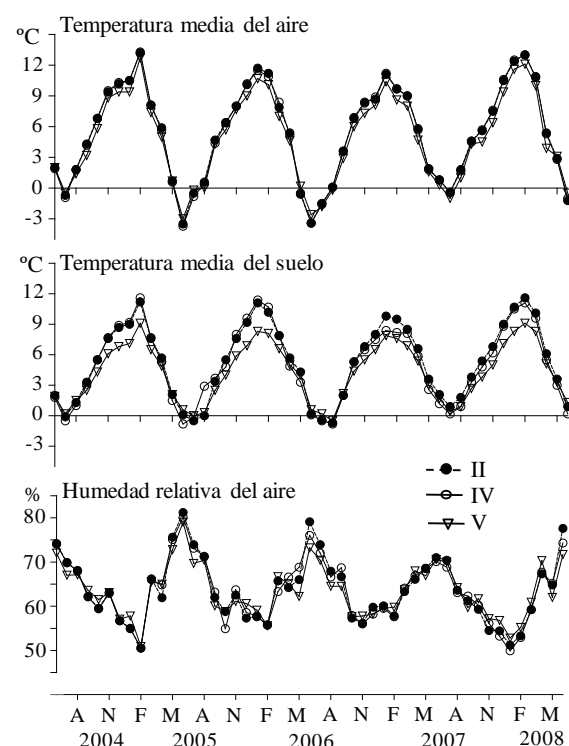 Temperatura media del aire
ºC
12
9
6
3
0
-3
Temperatura media del suelo
ºC
12
9
6
3
0
-3
Humedad relativa del aire
%
80
70
60
50
II
IV
V
A N F M A N F M A N F M A N F M
2004 2005 2006 2007 2008